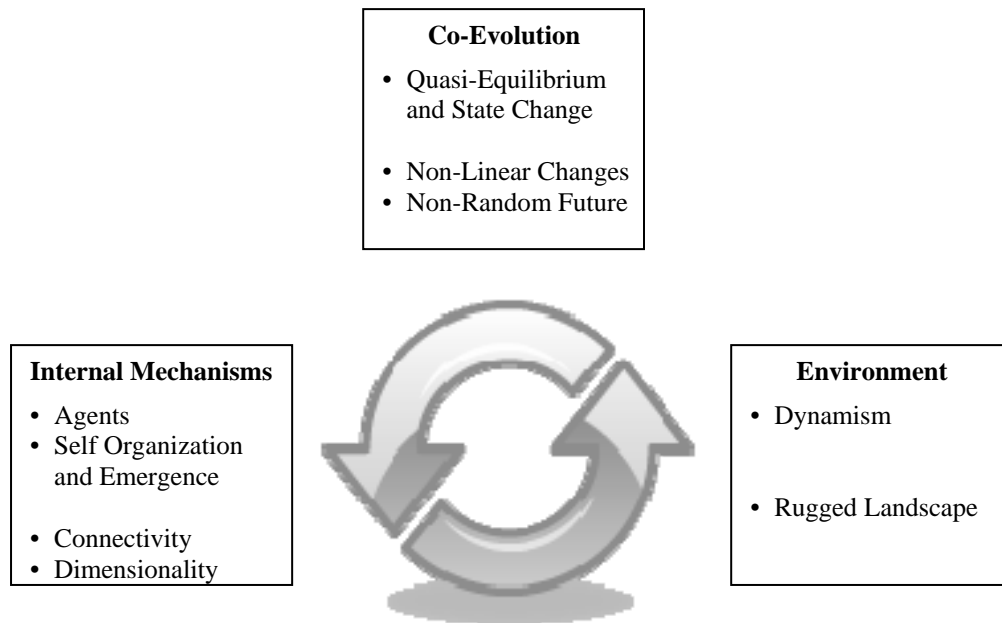 Co-Evolution
• Quasi-Equilibrium
and State Change
• Non-Linear Changes
• Non-Random Future
Internal Mechanisms
• Agents
• Self Organization
and Emergence
• Connectivity
• Dimensionality
Environment
• Dynamism
• Rugged Landscape